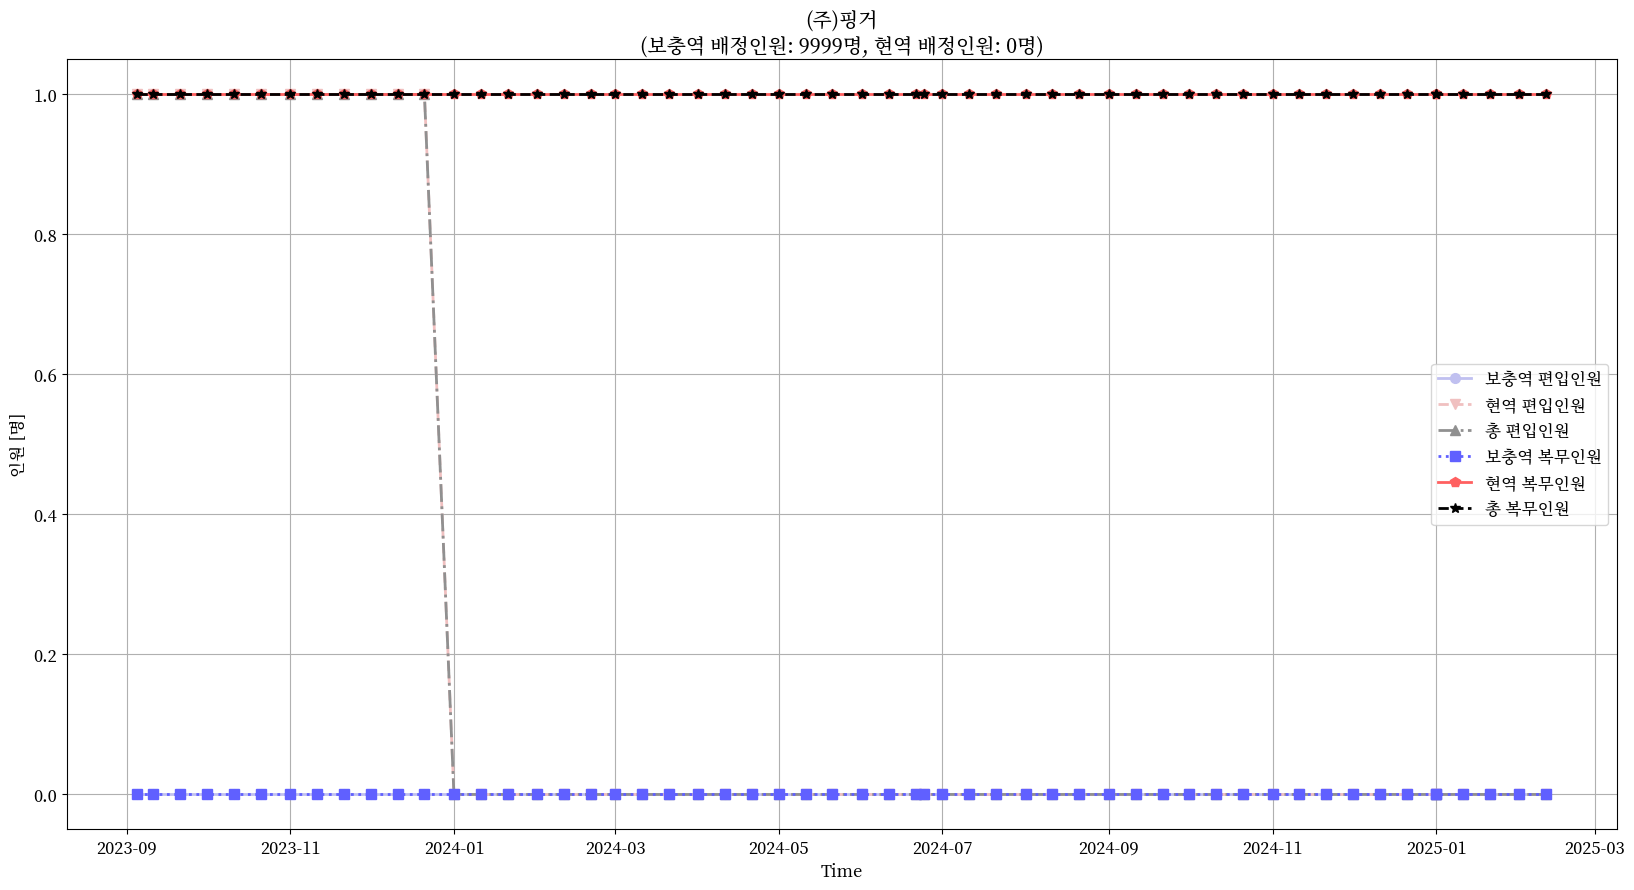 (주)핑거
(보충역 배정인원: 9999명, 현역 배정인원: 0명)
인원 [명]
1.0
0.8
0.6
0.4
0.2
0.0
보충역 편입인원
현역 편입인원
총 편입인원
보충역 복무인원
현역 복무인원
총 복무인원
2023-09 2023-11 2024-01 2024-03 2024-05 2024-07 2024-09 2024-11 2025-01 2025-03
Time